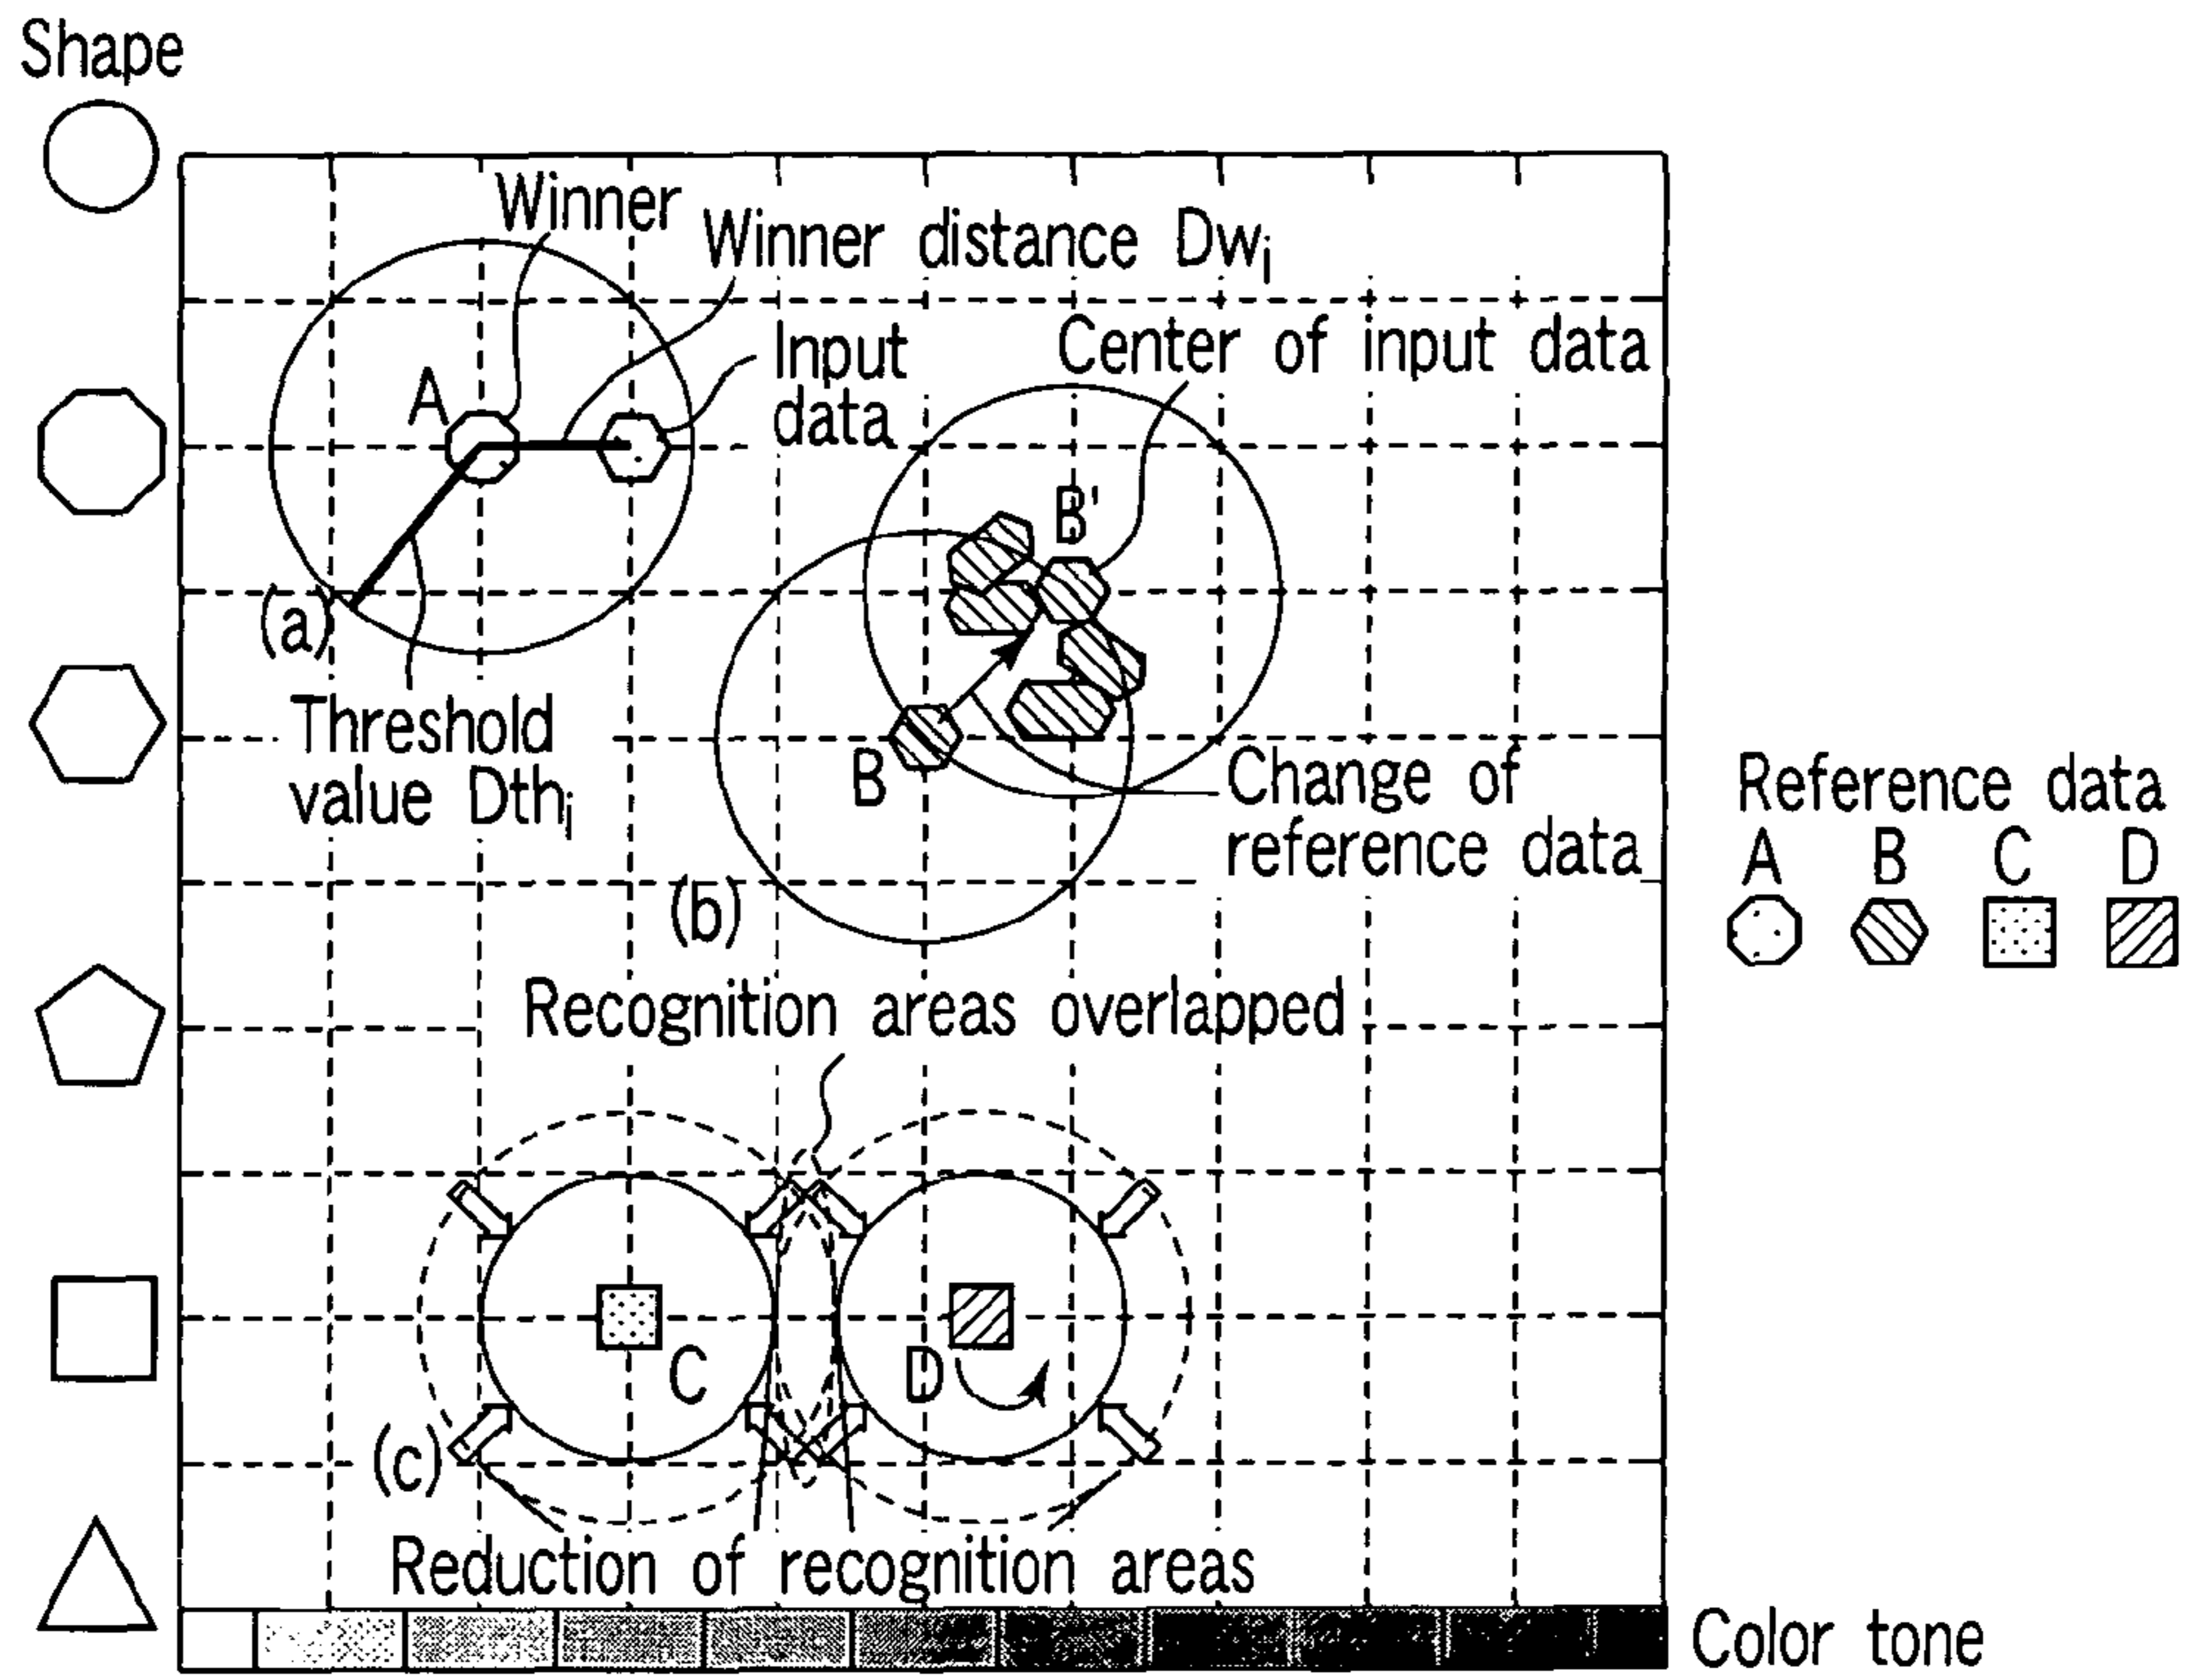 Shape
Winner
Winner distance Dwi
Input
data
Center of input data
A
B'
(a)
Threshold
value Dthi
B
Change of
reference data
(b)
Reference data
A B C D
Recognition areas overlapped
C
D
(c)
Reduction of recognition areas
Color tone